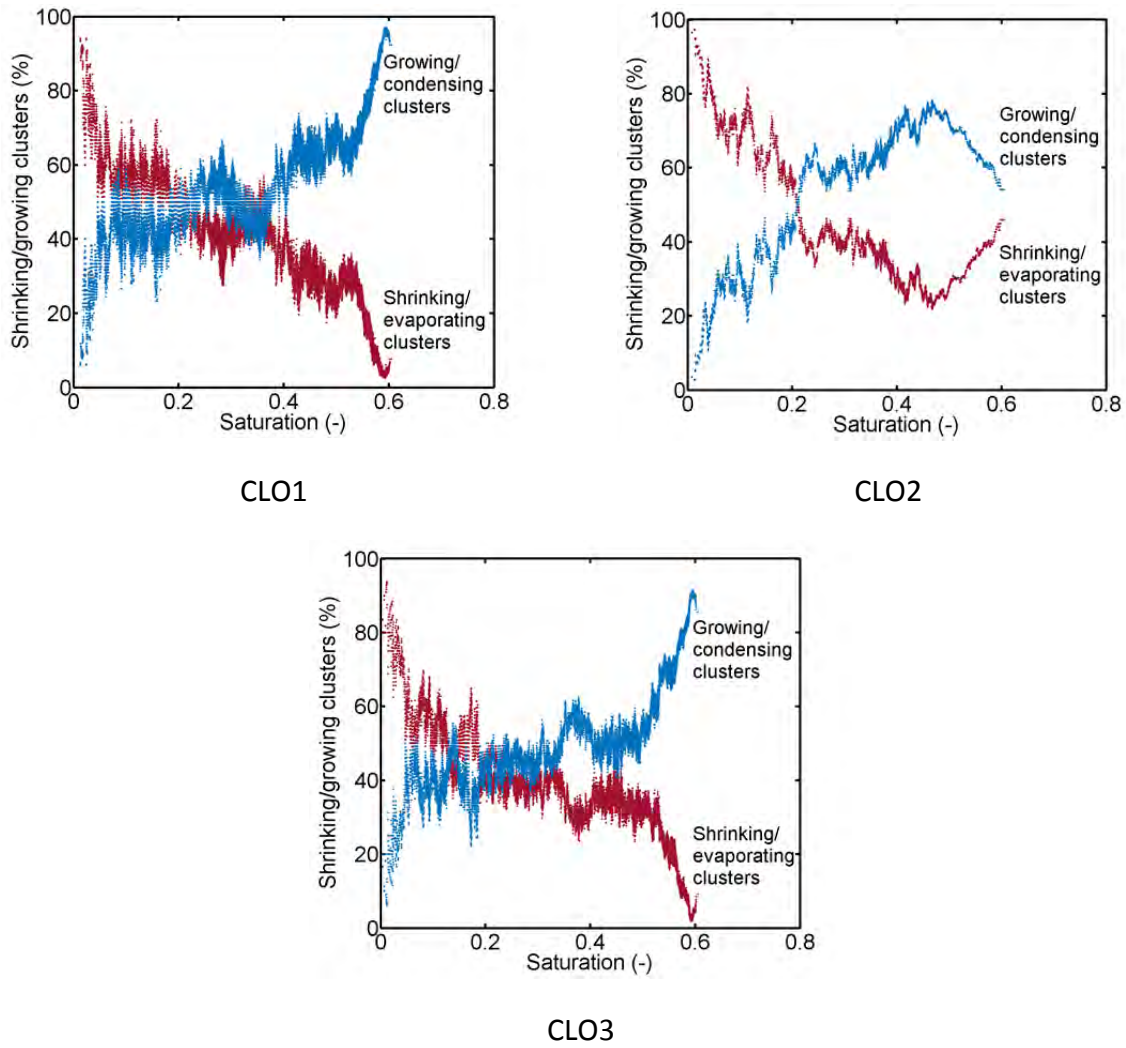 100
80
60
40
20
0
0
0.2
0.4
0.6
0.8
Shrinking/growing clusters (%)
Saturation (-)
Growing/
condensing
clusters
Shrinking/
evaporating
clusters
CLO1
100
80
60
40
20
0
0
0.2
0.4
0.6
0.8
Shrinking/growing clusters (%)
Saturation (-)
Growing/
condensing
clusters
Shrinking/
evaporating
clusters
CLO2
100
80
60
40
20
0
0
0.2
0.4
0.6
0.8
Shrinking/growing clusters (%)
Saturation (-)
Growing/
condensing
clusters
Shrinking/
evaporating
clusters
CLO3